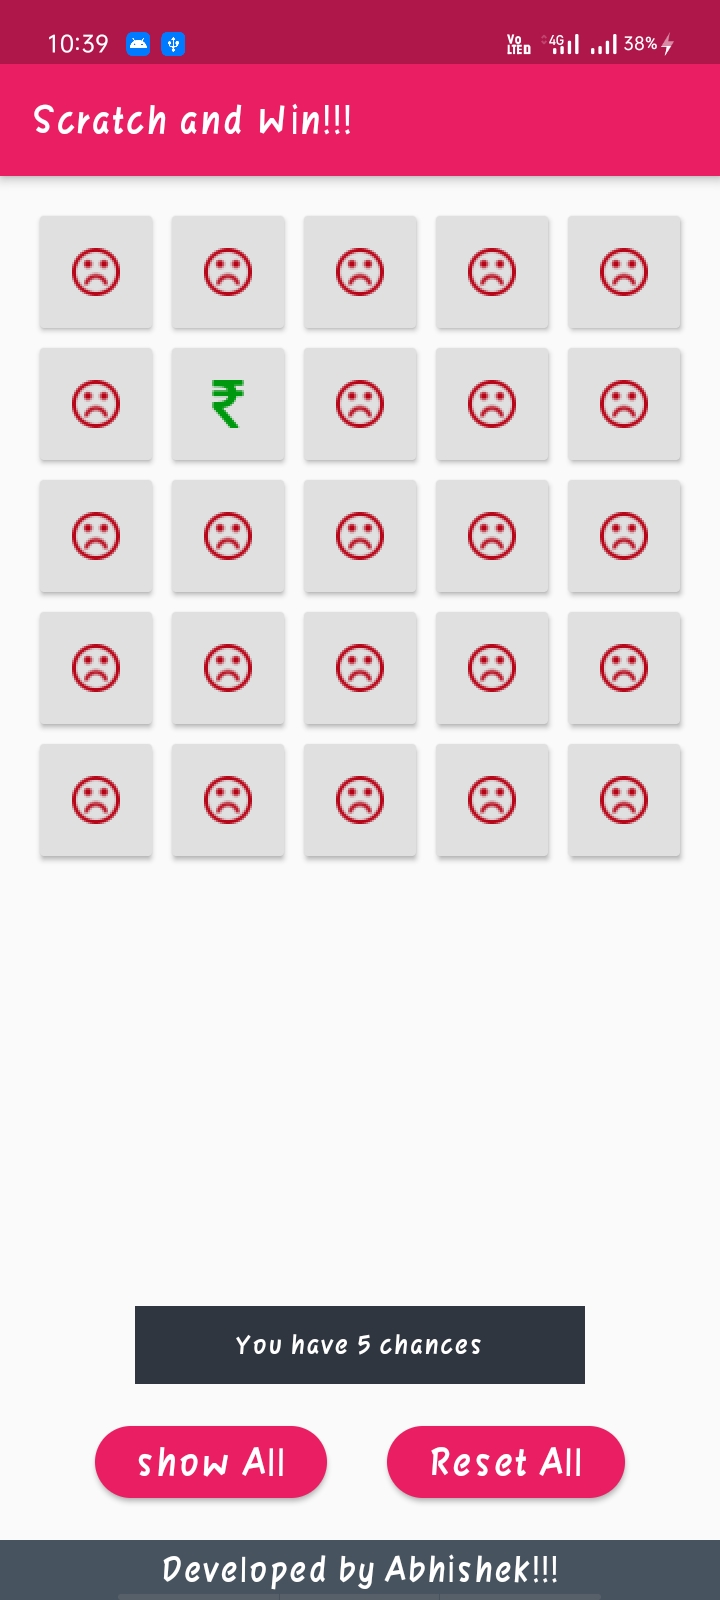 10:39 Vo LTED 4G 38%
Scratch and Win!!!
₹
You have 5 chances
show All Reset All
Developed by Abhishek!!!